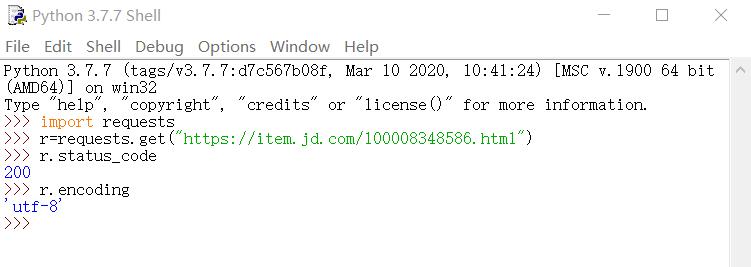 Python 3.7.7 Shell
File Edit Shell Debug Options Window Help
Python 3.7.7 (tags/v3.7.7:d7c567b08f, Mar 10 2020, 10:41:24) [MSC v.1900 64 bit
(AMD64)] on win32
Type "help", "copyright", "credits" or "license()" for more information.
>>> import requests
>>> r=requests.get("https://item.jd.com/100008348586.html")
>>> r.status_code
200
>>> r.encoding
'utf-8'
>>>